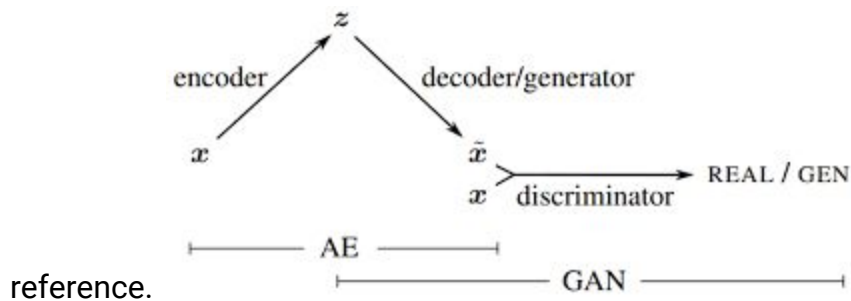 z
encoder
decoder/generator
x
x̃
x
discriminator
REAL / GEN
AE
GAN
reference.